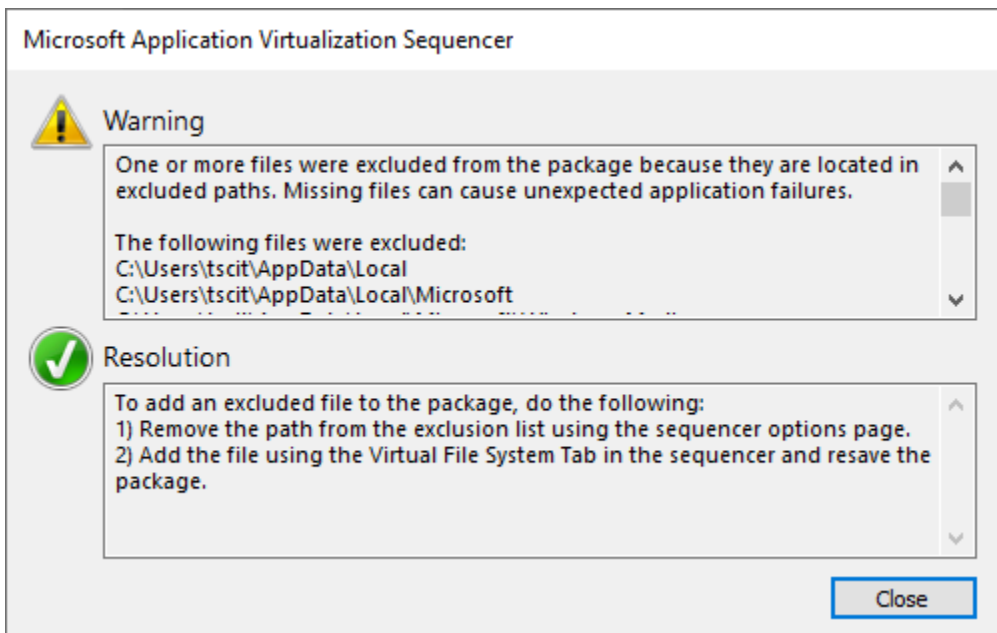 Microsoft Application Virtualization Sequencer
Warning
One or more files were excluded from the package because they are located in
excluded paths. Missing files can cause unexpected application failures.
The following files were excluded:
C:\Users\tscit\AppData\Local
C:\Users\tscit\AppData\Local\Microsoft
Resolution
To add an excluded file to the package, do the following:
1) Remove the path from the exclusion list using the sequencer options page.
2) Add the file using the Virtual File System Tab in the sequencer and resave the
package.
Close